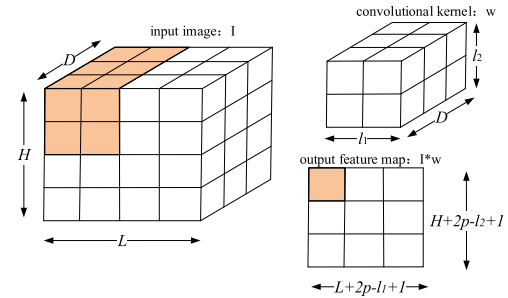 input image：I
D
H
L
convolutional kernel：w
l2
D
l1
output feature map：I*w
H+2p-l2+1
L+2p-l1+1